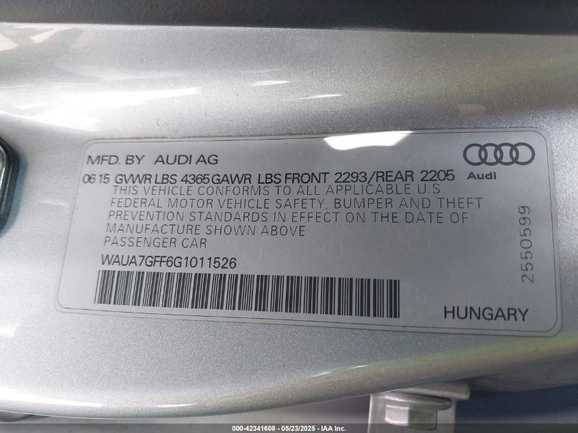 MFD. BY AUDI AG
Audi
06 15 GVWR LBS 4365 GAWR LBS FRONT 2293/REAR 2205
THIS VEHICLE CONFORMS TO ALL APPLICABLE U.S
FEDERAL MOTOR VEHICLE SAFETY, BUMPER AND THEFT
PREVENTION STANDARDS IN EFFECT ON THE DATE OF
MANUFACTURE SHOWN ABOVE
PASSENGER CAR
WAUA7GFF6G1011526
2550599
HUNGARY
000-42341608 - 05/23/2025 - IAA Inc.